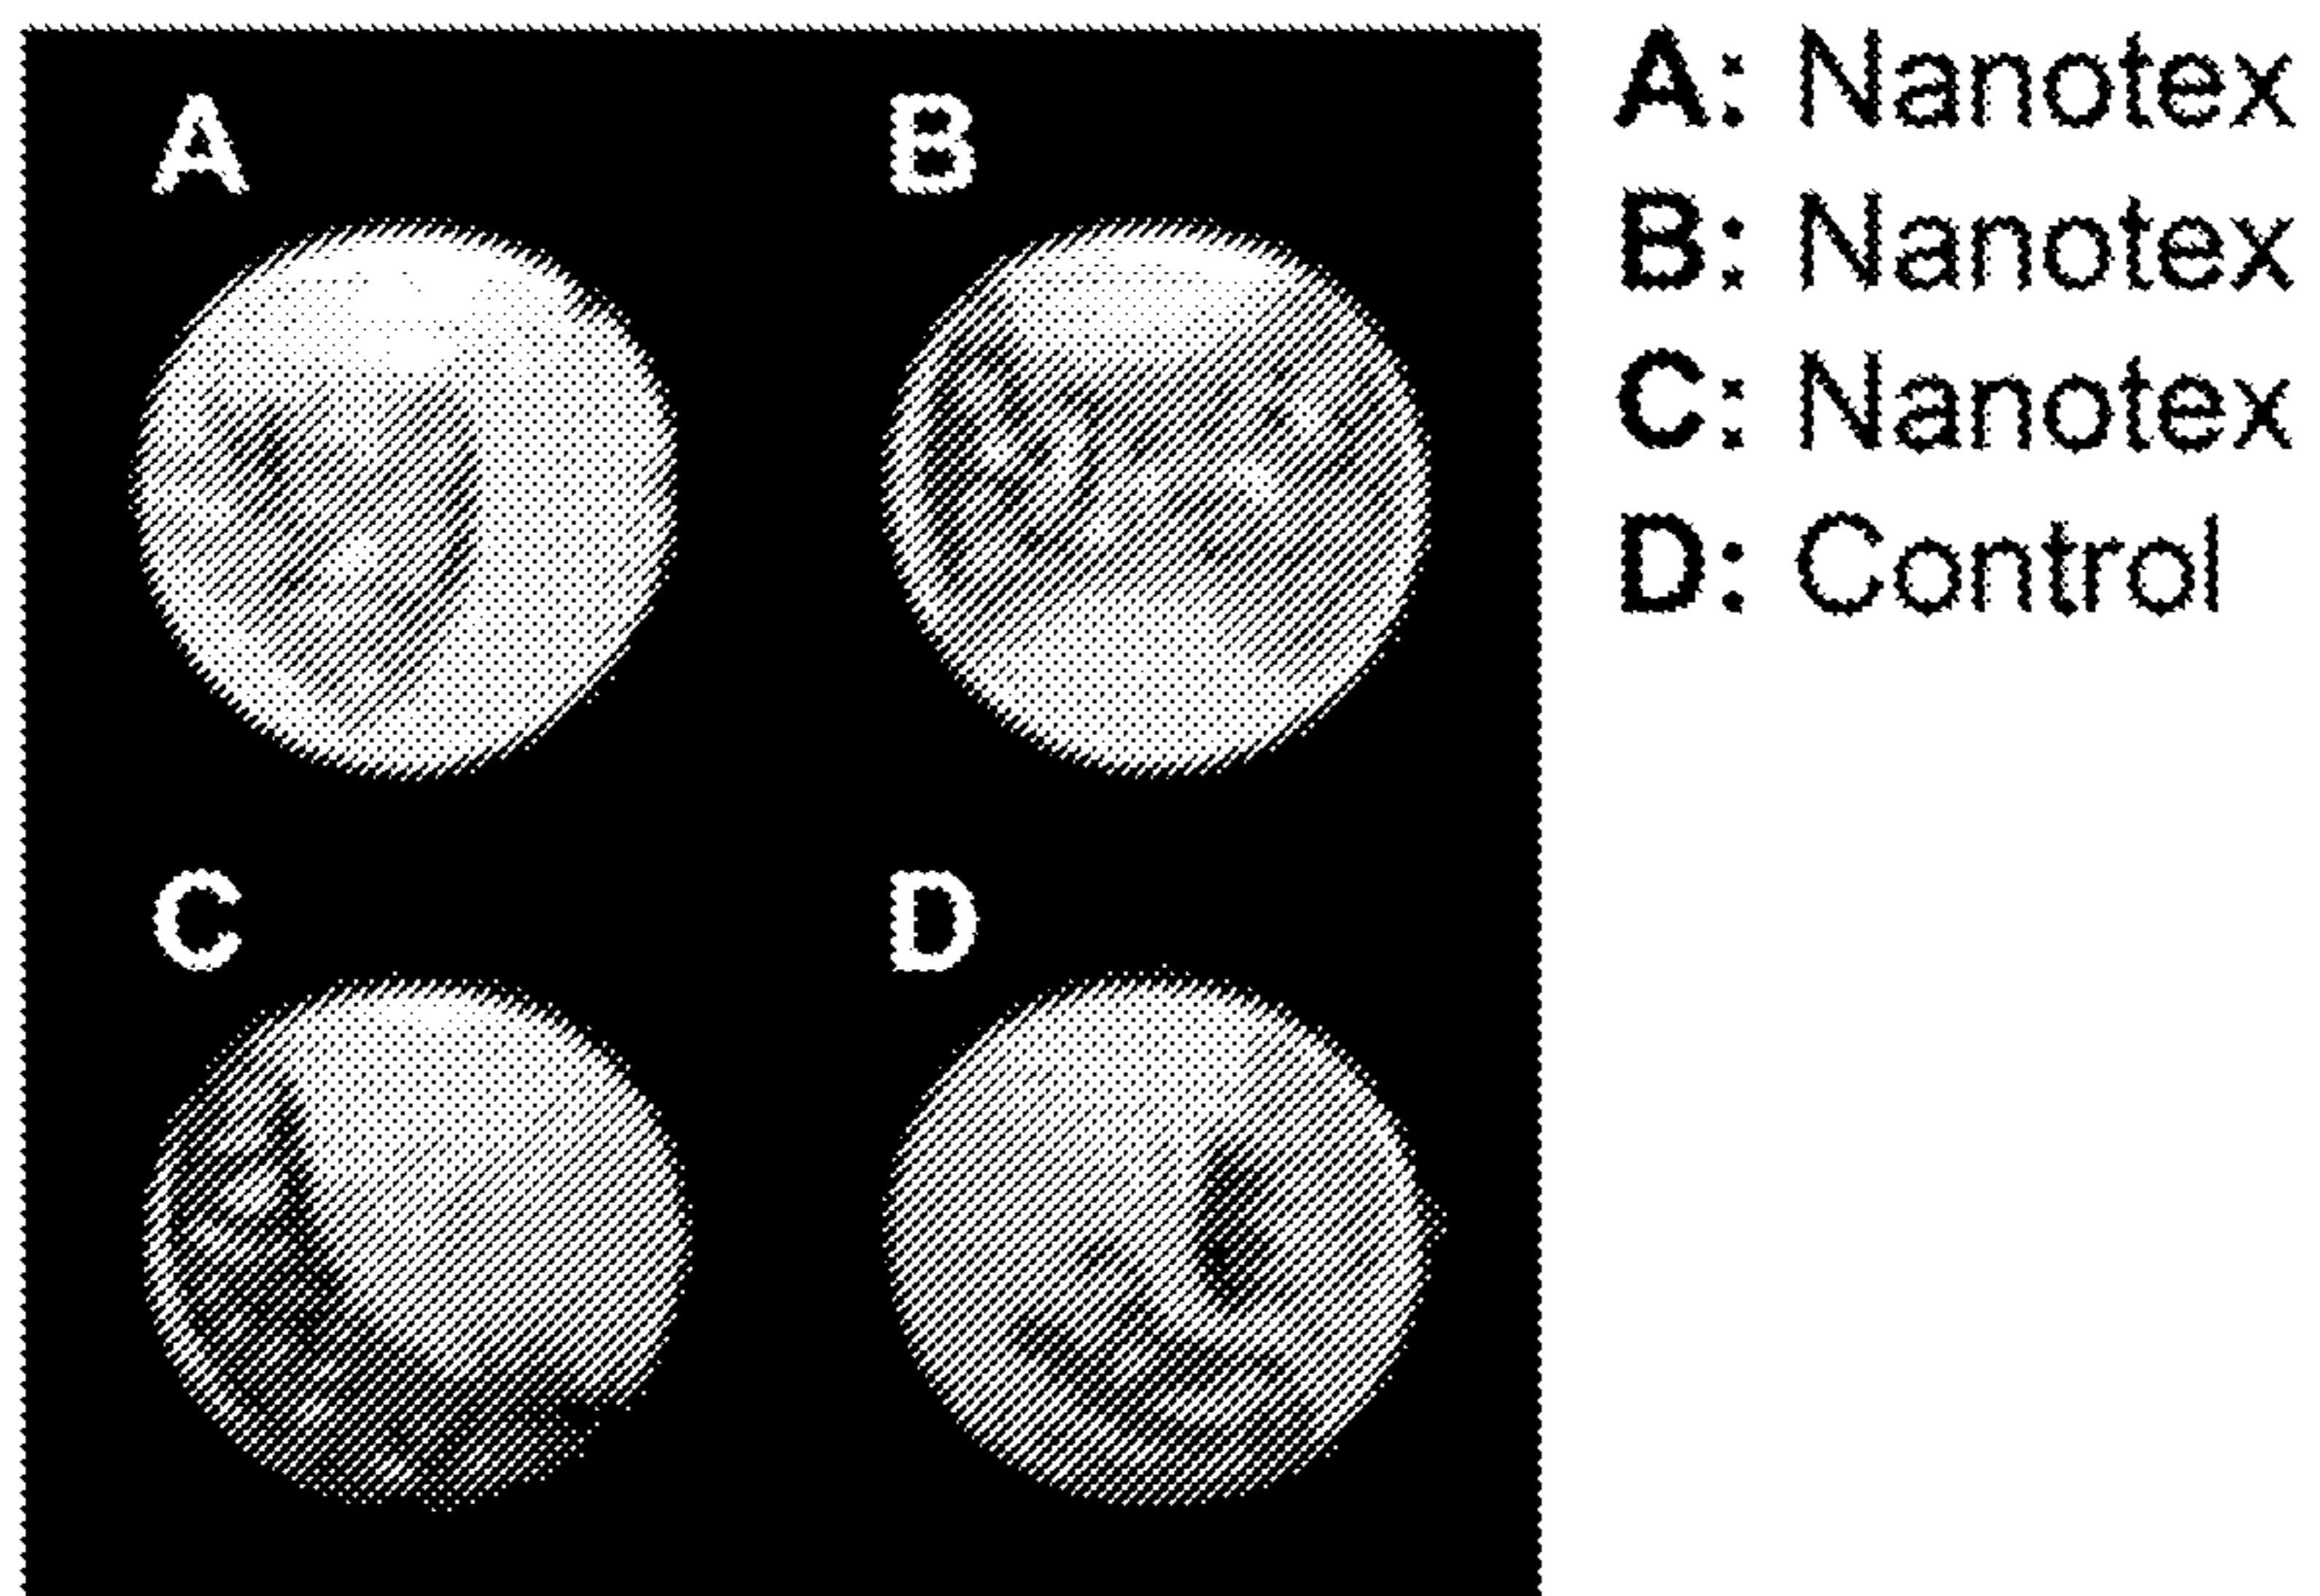 A B
C D
A: Nanotex
B: Nanotex
C: Nanotex
D: Control